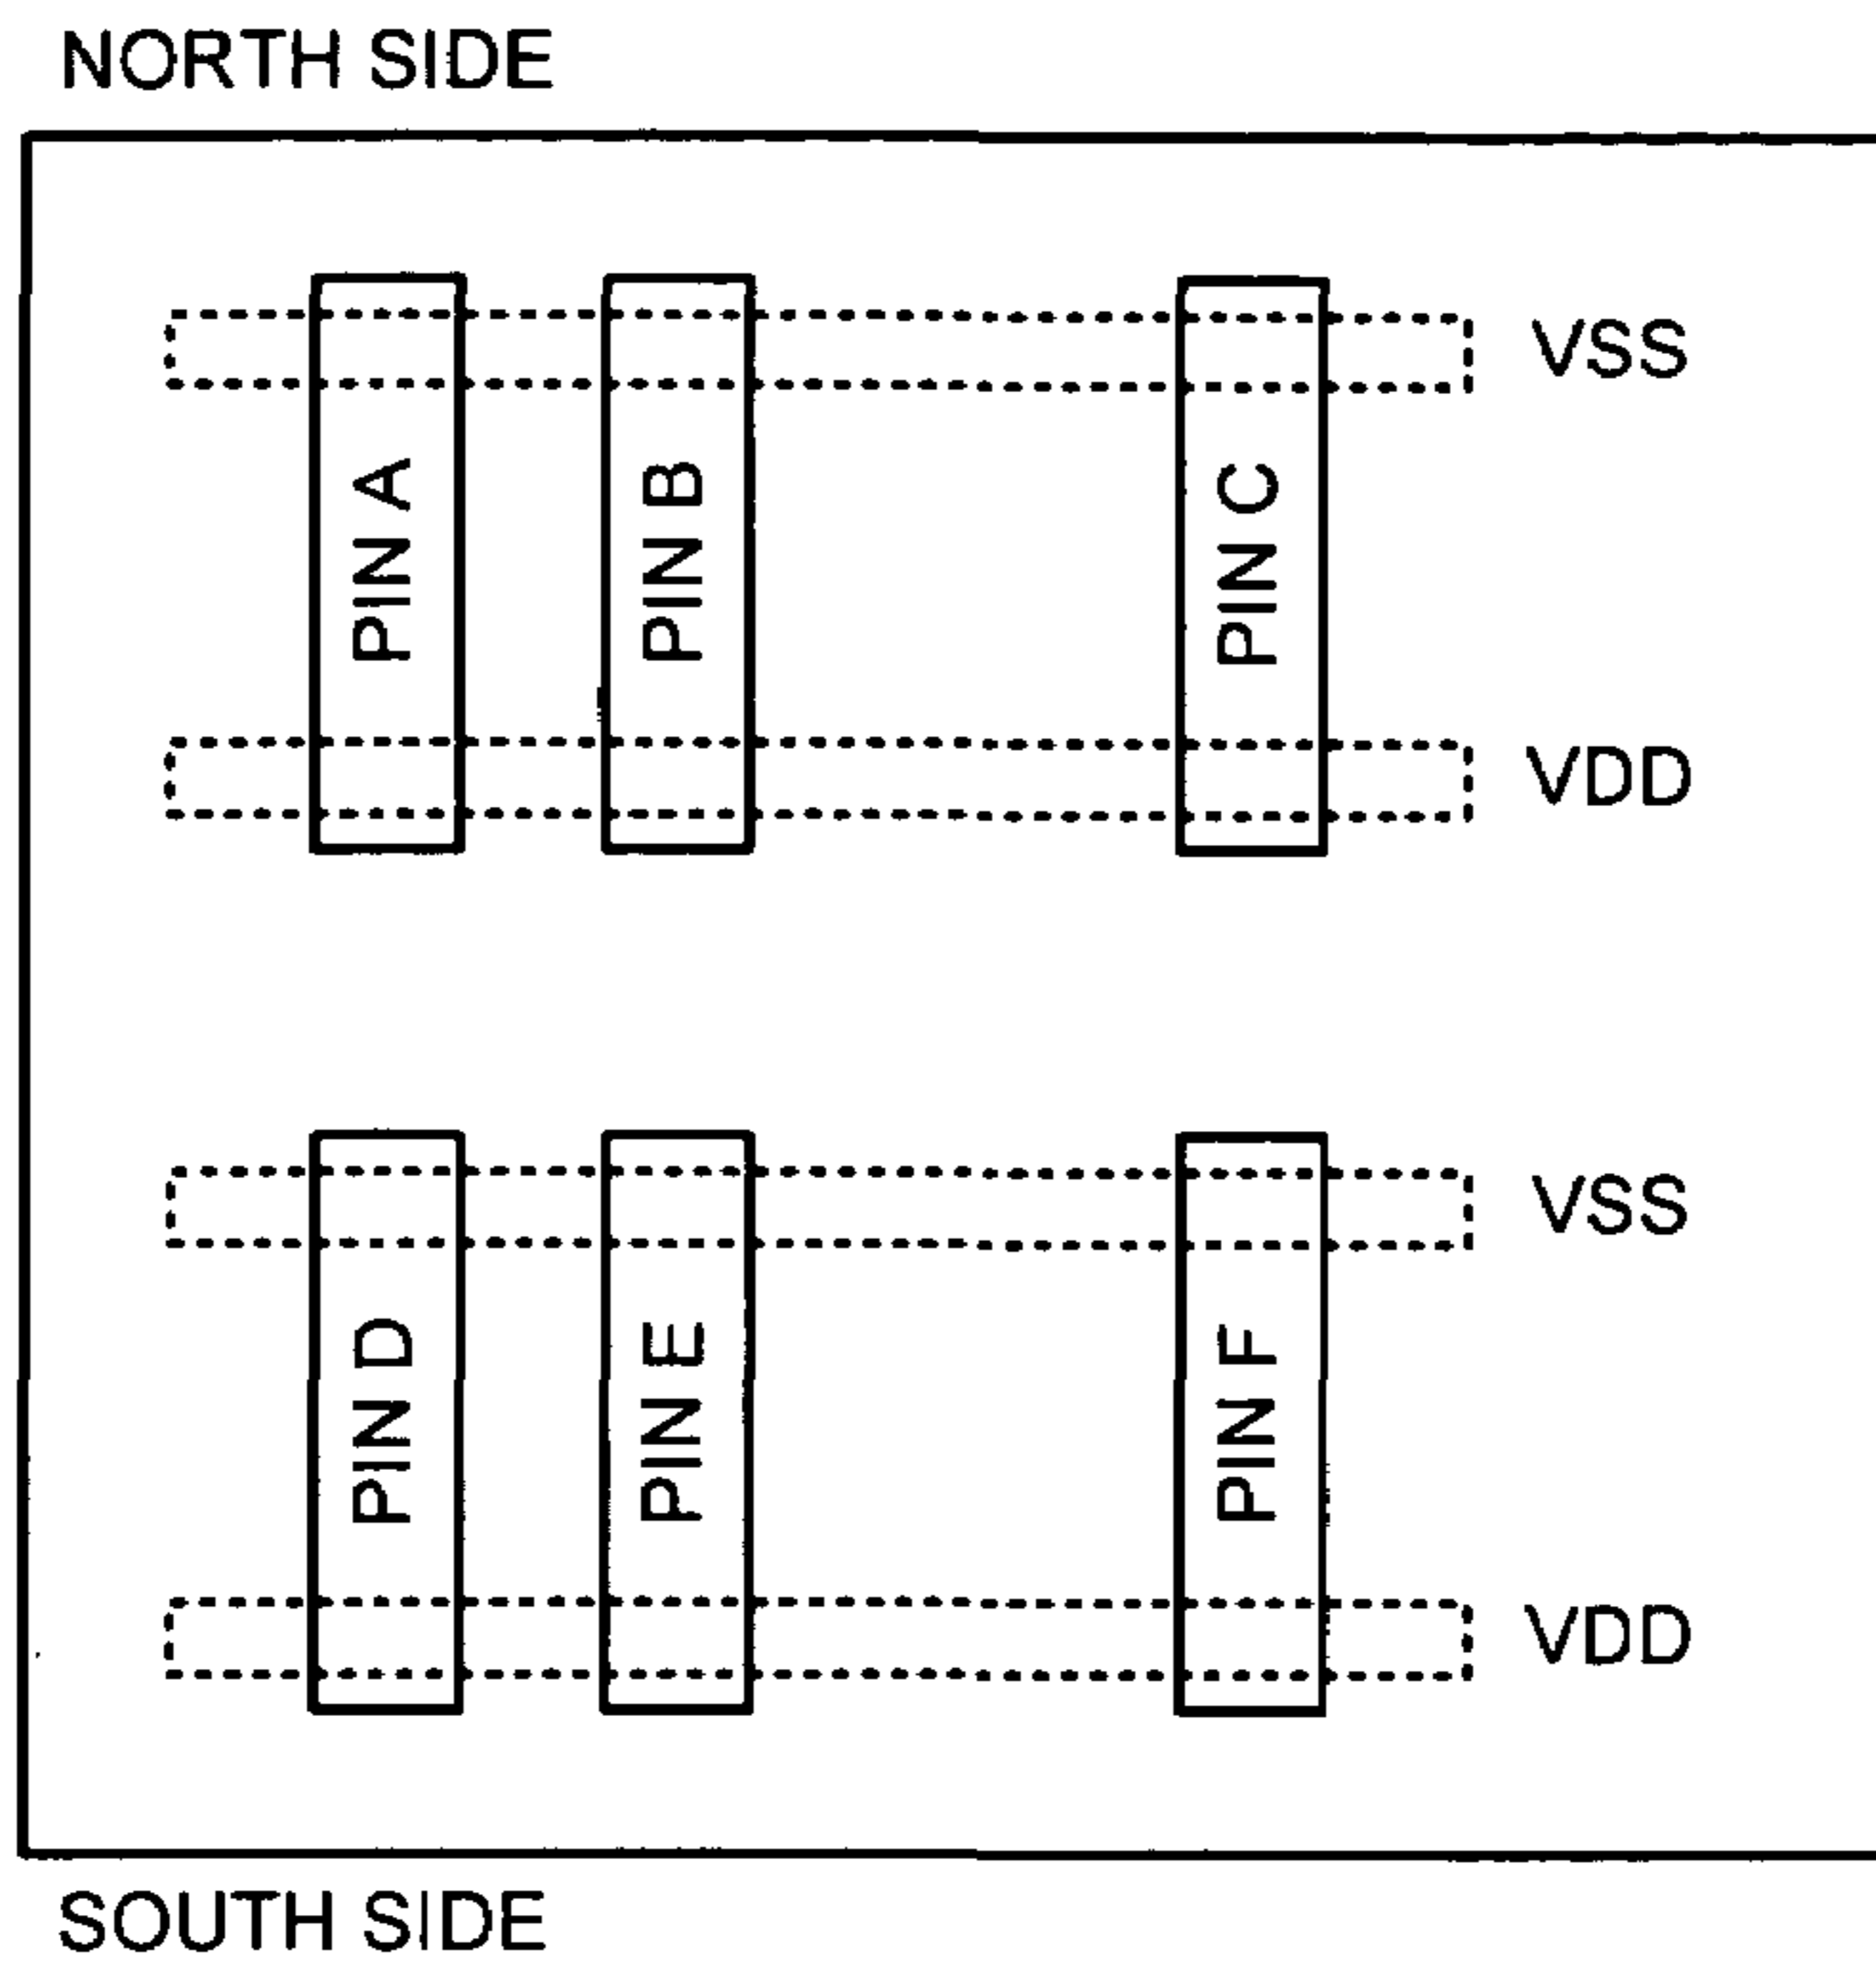 NORTH SIDE
VSS
PIN A
PIN B
PIN C
VDD
VSS
PIN D
PIN E
PIN F
VDD
SOUTH SIDE